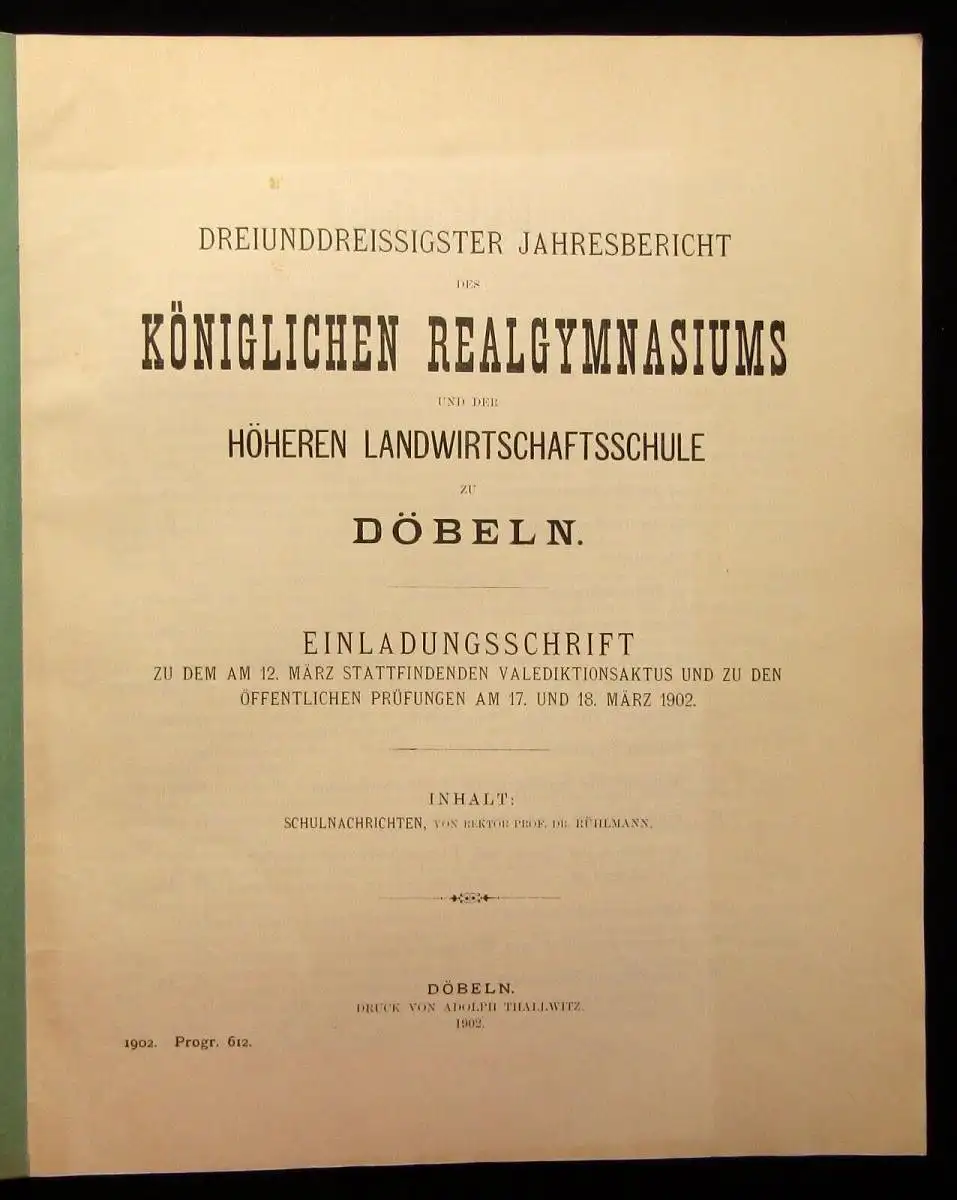 DREIUNDDREISSIGSTER JAHRESBERICHT
DES
KÖNIGLICHEN REALGYMNASIUMS
UND DER
HÖHEREN LANDWIRTSCHAFTSSCHULE
ZU
DÖBELN.
EINLADUNGSSCHRIFT
ZU DEM AM 12. MÄRZ STATTFINDENDEN VALEDIKTIONSAKTUS UND ZU DEN
ÖFFENTLICHEN PRÜFUNGEN AM 17. UND 18. MÄRZ 1902.
INHALT:
SCHULNACHRICHTEN, VON REKTOR PROF. DR. RÜHLMANN.
DÖBELN.
DRUCK VON ADOLPH THALLWITZ.
1902.
1902. Progr. 612.